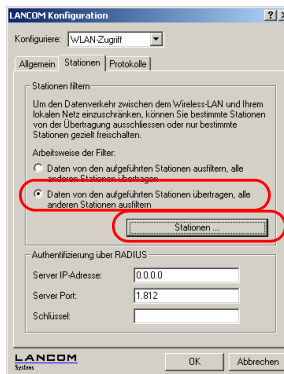 LANCOM Konfiguration
Konfiguriere: WLAN-Zugriff
Allgemein Stationen Protokolle
Stationen filtern
Um den Datenverkehr zwischen dem Wireless-LAN und Ihrem
lokalen Netz einzuschränken, können Sie bestimmte Stationen
von der Übertragung ausschliessen oder nur bestimmte
Stationen gezielt freischalten.
Arbeitsweise der Filter:
Daten von den aufgeführten Stationen ausfiltern, alle
anderen Stationen übertragen
Daten von den aufgeführten Stationen übertragen, alle
anderen Stationen ausfiltern
Stationen ...
Authentifizierung über RADIUS
Server IP-Adresse: 0.0.0.0
Server Port: 1.812
Schlüssel:
LANCOM
Systems
OK Abbrechen